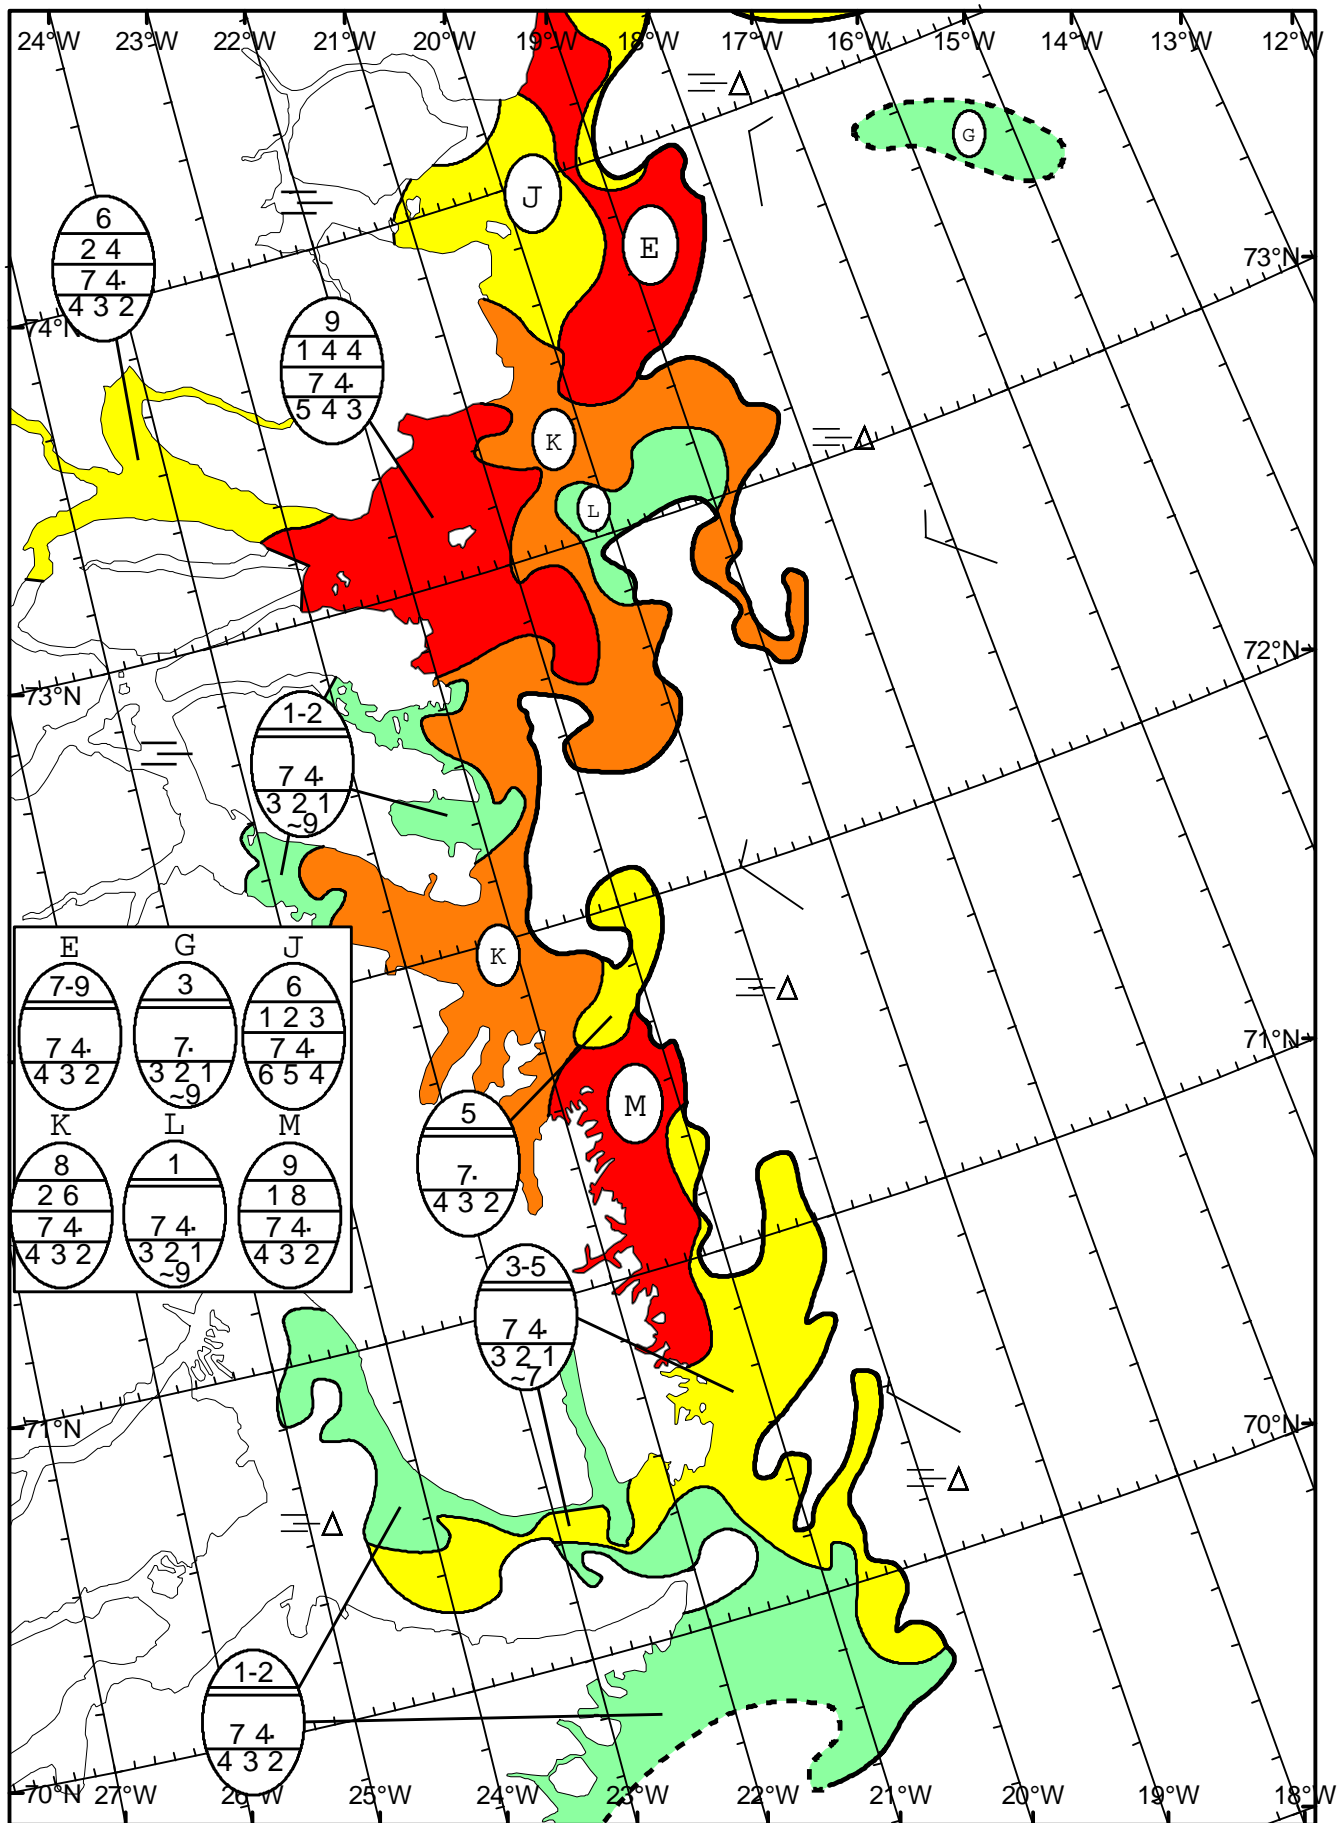 24°W 23°W 22°W 21°W 20°W 19°W 18°W 17°W 16°W 15°W 14°W 13°W 12°W
G
J
6
2 4
7 4.
4 3 2
E
73°N
74°N
9
1 4 4
7 4.
5 4 3
K
L
72°N
73°N
1-2
7 4.
3 2 1
~9
K
E G J
7-9 3 6
1 2 3
7 4. 7. 7 4.
4 3 2 3 2 1 6 5 4
~9
71°N
M
K L M
8 1 9
2 6 1 8
7 4. 7 4. 7 4.
4 3 2 3 2 1 4 3 2
~9
5
7.
4 3 2
3-5
7 4.
3 2 1
~7
71°N
70°N
1-2
7 4.
4 3 2
70°N 27°W 26°W 25°W 24°W 23°W 22°W 21°W 20°W 19°W 18°W